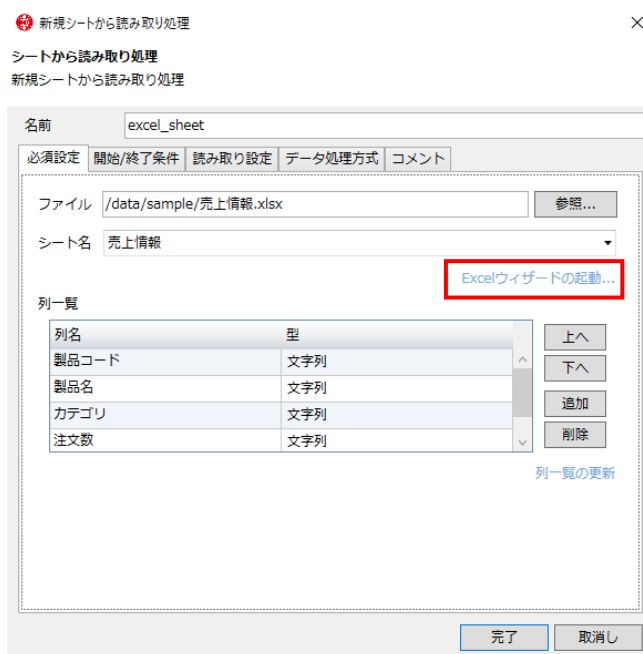 新規シートから読み取り処理
シートから読み取り処理
新規シートから読み取り処理
名前 excel_sheet
必須設定 開始/終了条件 読み取り設定 データ処理方式 コメント
ファイル /data/sample/売上情報.xlsx 参照...
シート名 売上情報
Excelウィザードの起動...
列一覧
列名 型 上へ
製品コード 文字列 下へ
製品名 文字列
カテゴリ 文字列 追加
注文数 文字列 削除
列一覧の更新
完了 取消し